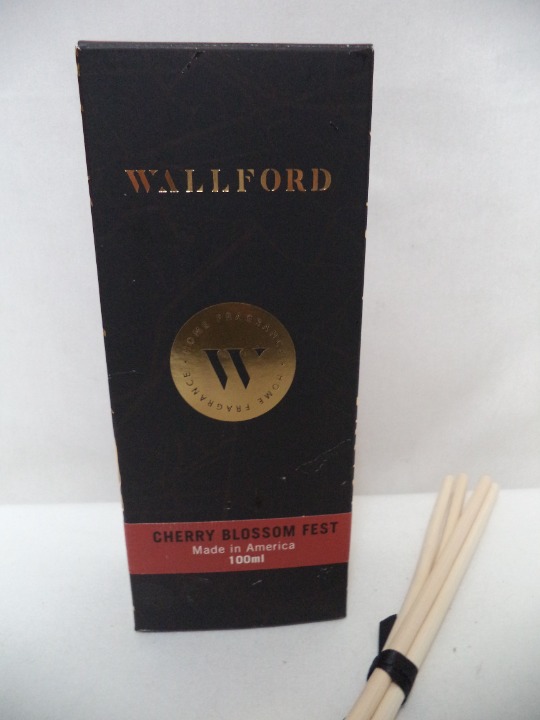 WALLFORD
HOME FRAGRANCE · HOME FRAGRANCE ·
W
CHERRY BLOSSOM FEST
Made in America
100ml